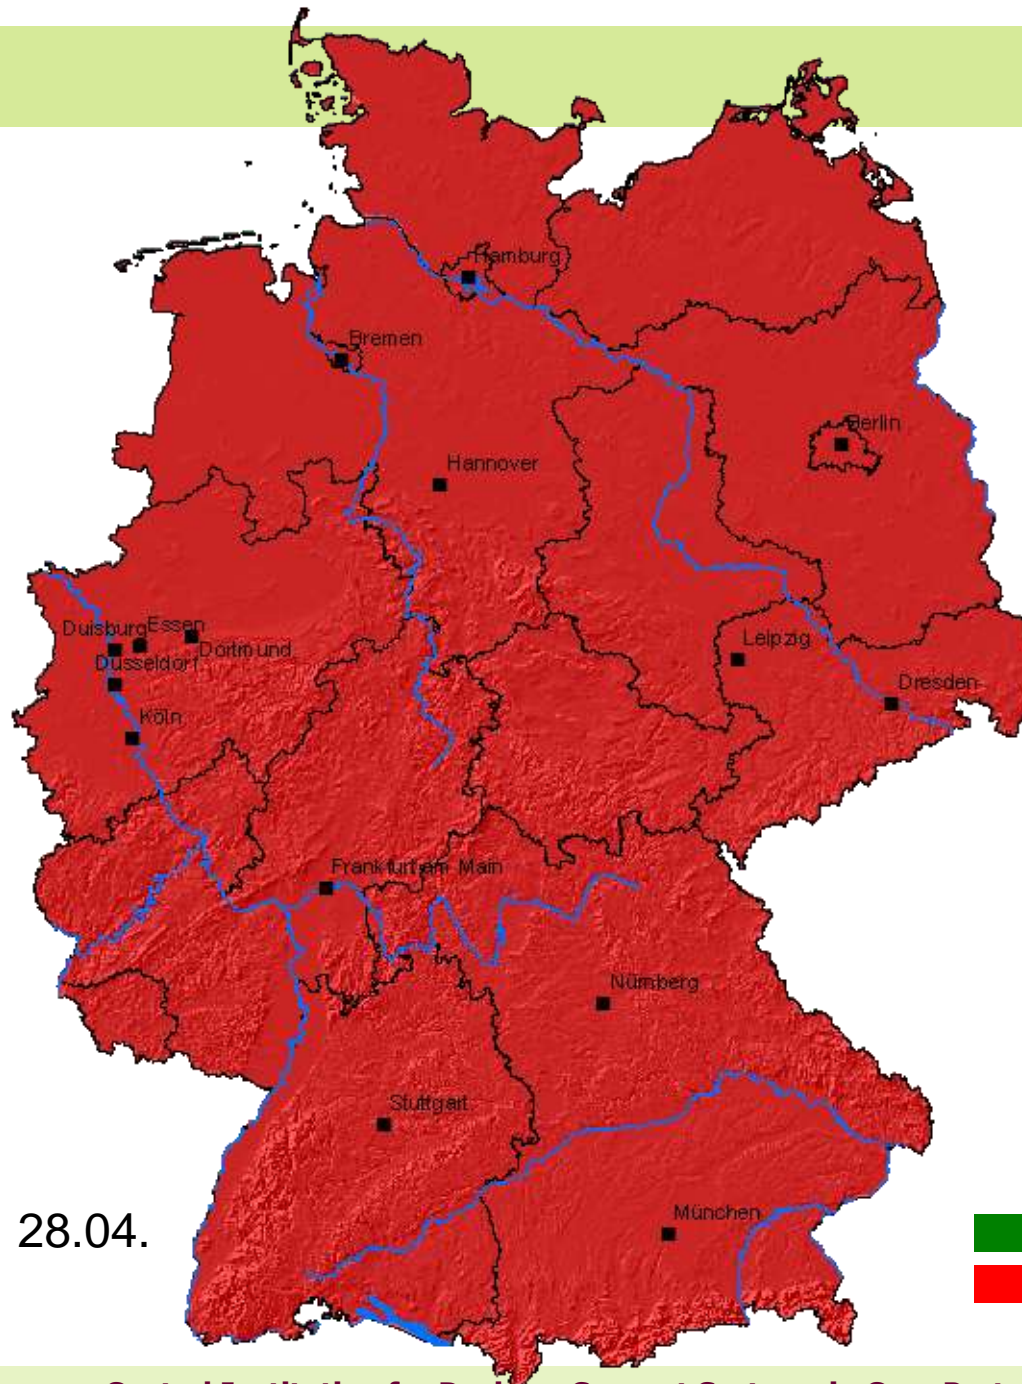 Hamburg
Bremen
Berlin
Hannover
Duisburg Essen
Dortmund
Düsseldorf
Leipzig
Dresden
Köln
Frankfurt am Main
Nürnberg
Stuttgart
28.04.
München